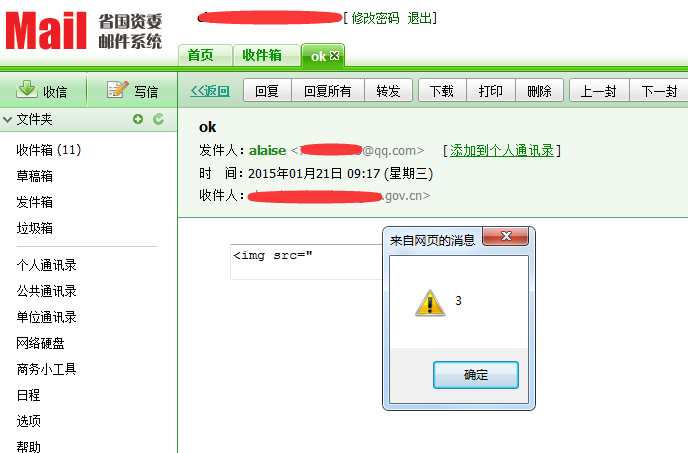 Mail 省国资委
邮件系统
[ 修改密码 退出]
首页 收件箱 ok
收信 写信
<<返回 回复 回复所有 转发 下载 打印 删除 上一封 下一封
文件夹
收件箱 (11)
草稿箱
发件箱
垃圾箱
个人通讯录
公共通讯录
单位通讯录
网络硬盘
商务小工具
日程
选项
帮助
ok
发件人：alaise < @qq.com> [添加到个人通讯录]
时 间：2015年01月21日 09:17 (星期三)
收件人： .gov.cn>
<img src="
来自网页的消息
3
确定